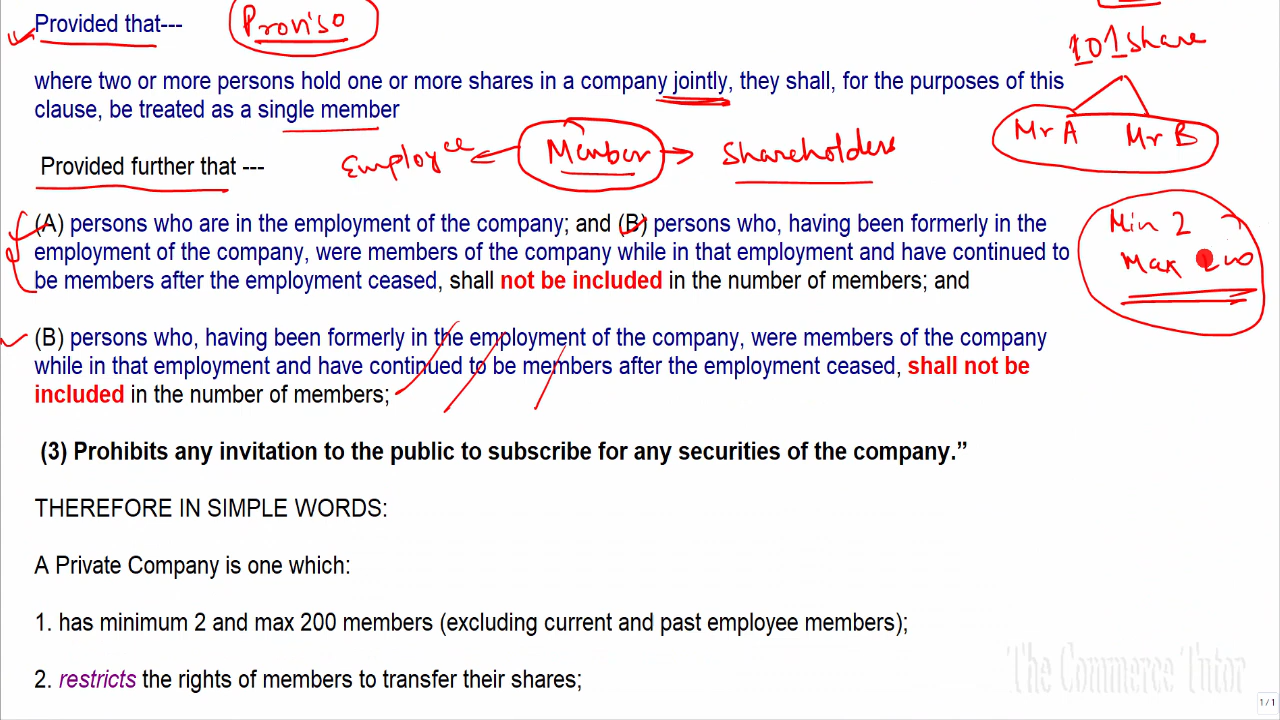 Provided that---
Proviso
101 share
where two or more persons hold one or more shares in a company jointly, they shall, for the purposes of this
clause, be treated as a single member
Mr A Mr B
Employee Member Shareholders
Provided further that ---
(A) persons who are in the employment of the company; and (B) persons who, having been formerly in the
employment of the company, were members of the company while in that employment and have continued to
be members after the employment ceased, shall not be included in the number of members; and
Min 2
Max 200
(B) persons who, having been formerly in the employment of the company, were members of the company
while in that employment and have continued to be members after the employment ceased, shall not be
included in the number of members;
(3) Prohibits any invitation to the public to subscribe for any securities of the company.”
THEREFORE IN SIMPLE WORDS:
A Private Company is one which:
1. has minimum 2 and max 200 members (excluding current and past employee members);
2. restricts the rights of members to transfer their shares;
The Commerce Tutor
1/1